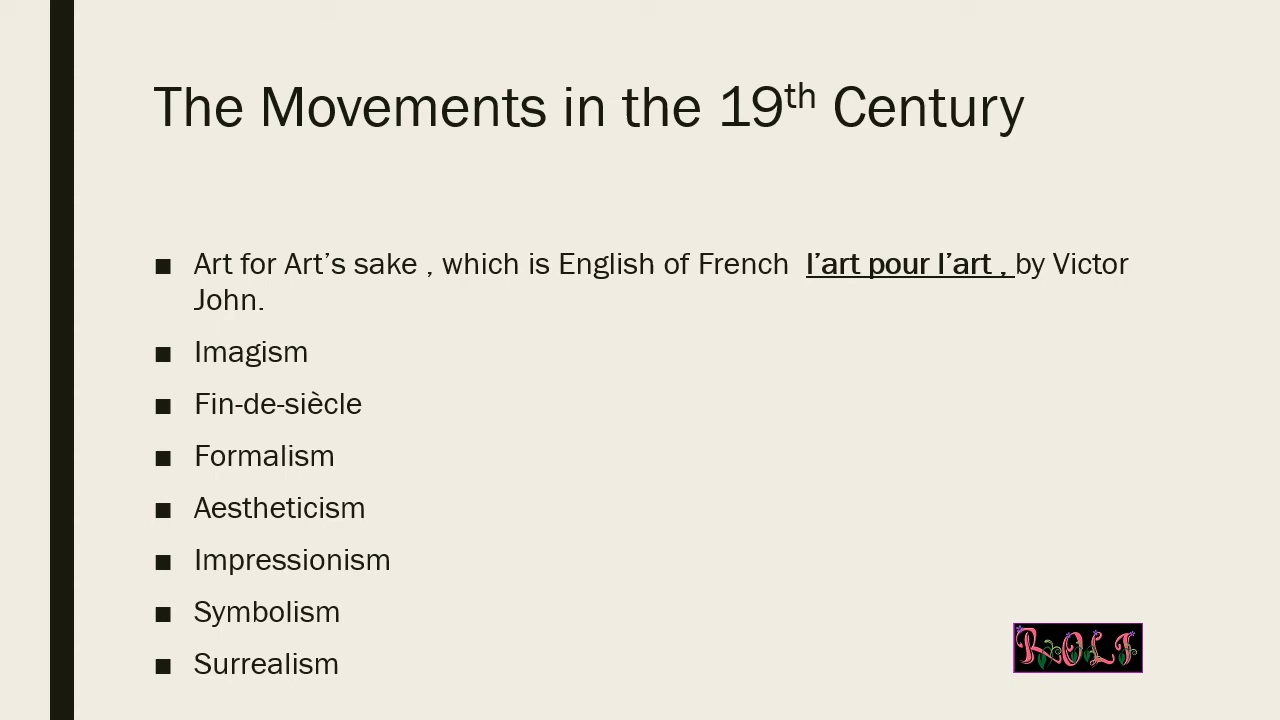 The Movements in the 19th Century
■ Art for Art’s sake , which is English of French l’art pour l’art , by Victor
John.
■ Imagism
■ Fin-de-siècle
■ Formalism
■ Aestheticism
■ Impressionism
■ Symbolism
■ Surrealism